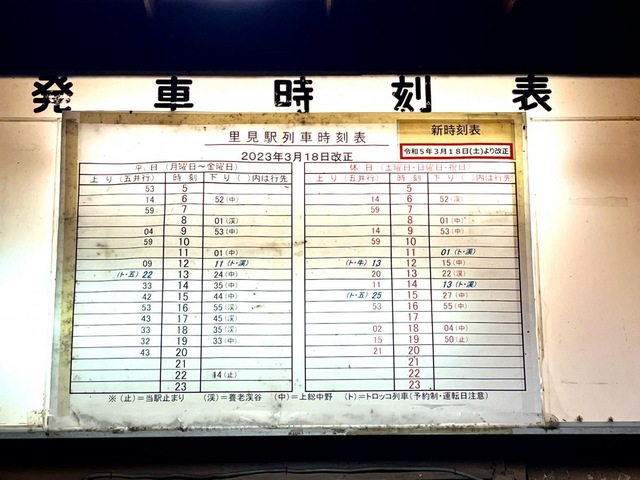 発車時刻表
里見駅列車時刻表
新時刻表
2023年3月18日改正
令和5年3月18日(土)より改正
平日(月曜日～金曜日)
上り(五井行) 時刻 下り( )内は行先
53 5
14 6 52(中)
59 7
8 01(渓)
04 9 53(中)
59 10
11 01(中)
09 12 11(ト・渓)
(ト・五)22 13 24(中)
33 14 35(中)
42 15 44(中)
53 16 55(渓)
43 17 45(渓)
33 18 35(渓)
32 19 33(中)
43 20
21
22 14(止)
23
休日(土曜日・日曜日・祝日)
上り(五井行) 時刻 下り( )内は行先
5
14 6 52(渓)
59 7
8 01(中)
14 9 53(中)
59 10
11 01(ト・渓)
(ト・牛)13 12 15(中)
20 13 22(渓)
11 14 13(ト・渓)
(ト・五)25 15 27(中)
53 16 55(中)
17
02 18 04(中)
15 19 50(止)
21 20
21
22
23
※(止)=当駅止まり (渓)=養老渓谷 (中)=上総中野 (ト)=トロッコ列車(予約制・運転日注意)